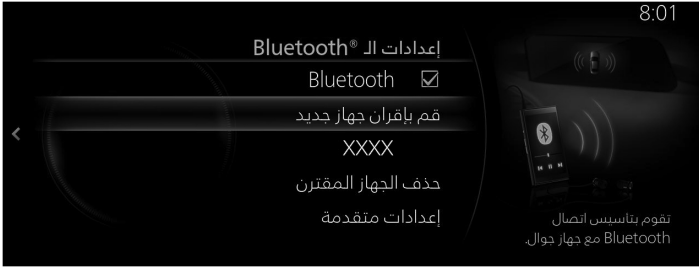 8:01
إعدادات الـ Bluetooth®
Bluetooth
قم بإقران جهاز جديد
XXXX
حذف الجهاز المقترن
إعدادات متقدمة
تقوم بتأسيس اتصال
Bluetooth مع جهاز جوال.